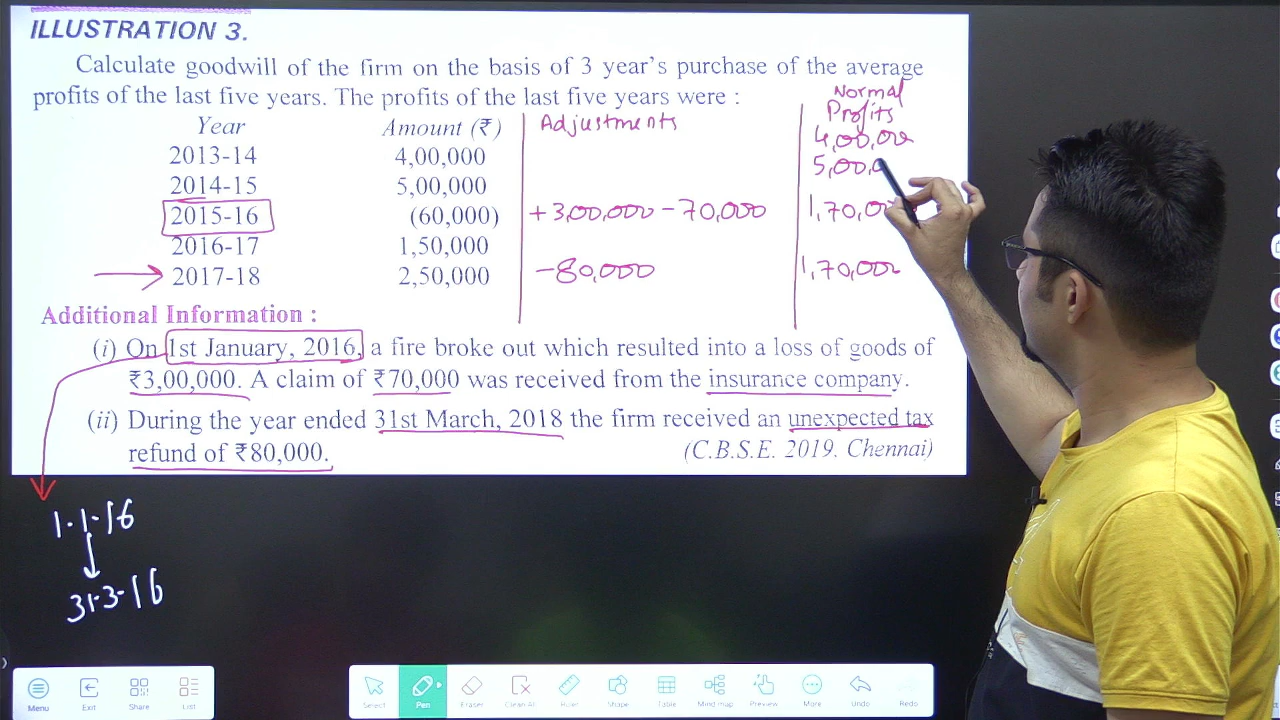 ILLUSTRATION 3.
Calculate goodwill of the firm on the basis of 3 year's purchase of the average
profits of the last five years. The profits of the last five years were :
Year Amount (₹) Adjustments Normal Profits
2013-14 4,00,000 4,00,000
2014-15 5,00,000 5,00,0
2015-16 (60,000) +3,00,000 - 70,000 1,70,00
2016-17 1,50,000
2017-18 2,50,000 -80,000 1,70,000
Additional Information :
(i) On 1st January, 2016, a fire broke out which resulted into a loss of goods of
₹3,00,000. A claim of ₹70,000 was received from the insurance company.
(ii) During the year ended 31st March, 2018 the firm received an unexpected tax
refund of ₹80,000. (C.B.S.E. 2019. Chennai)
1.1.16
31.3.16
Menu Exit Share List Select Pen Eraser Clean All Ruler Shape Table Mind map Preview More Undo Redo